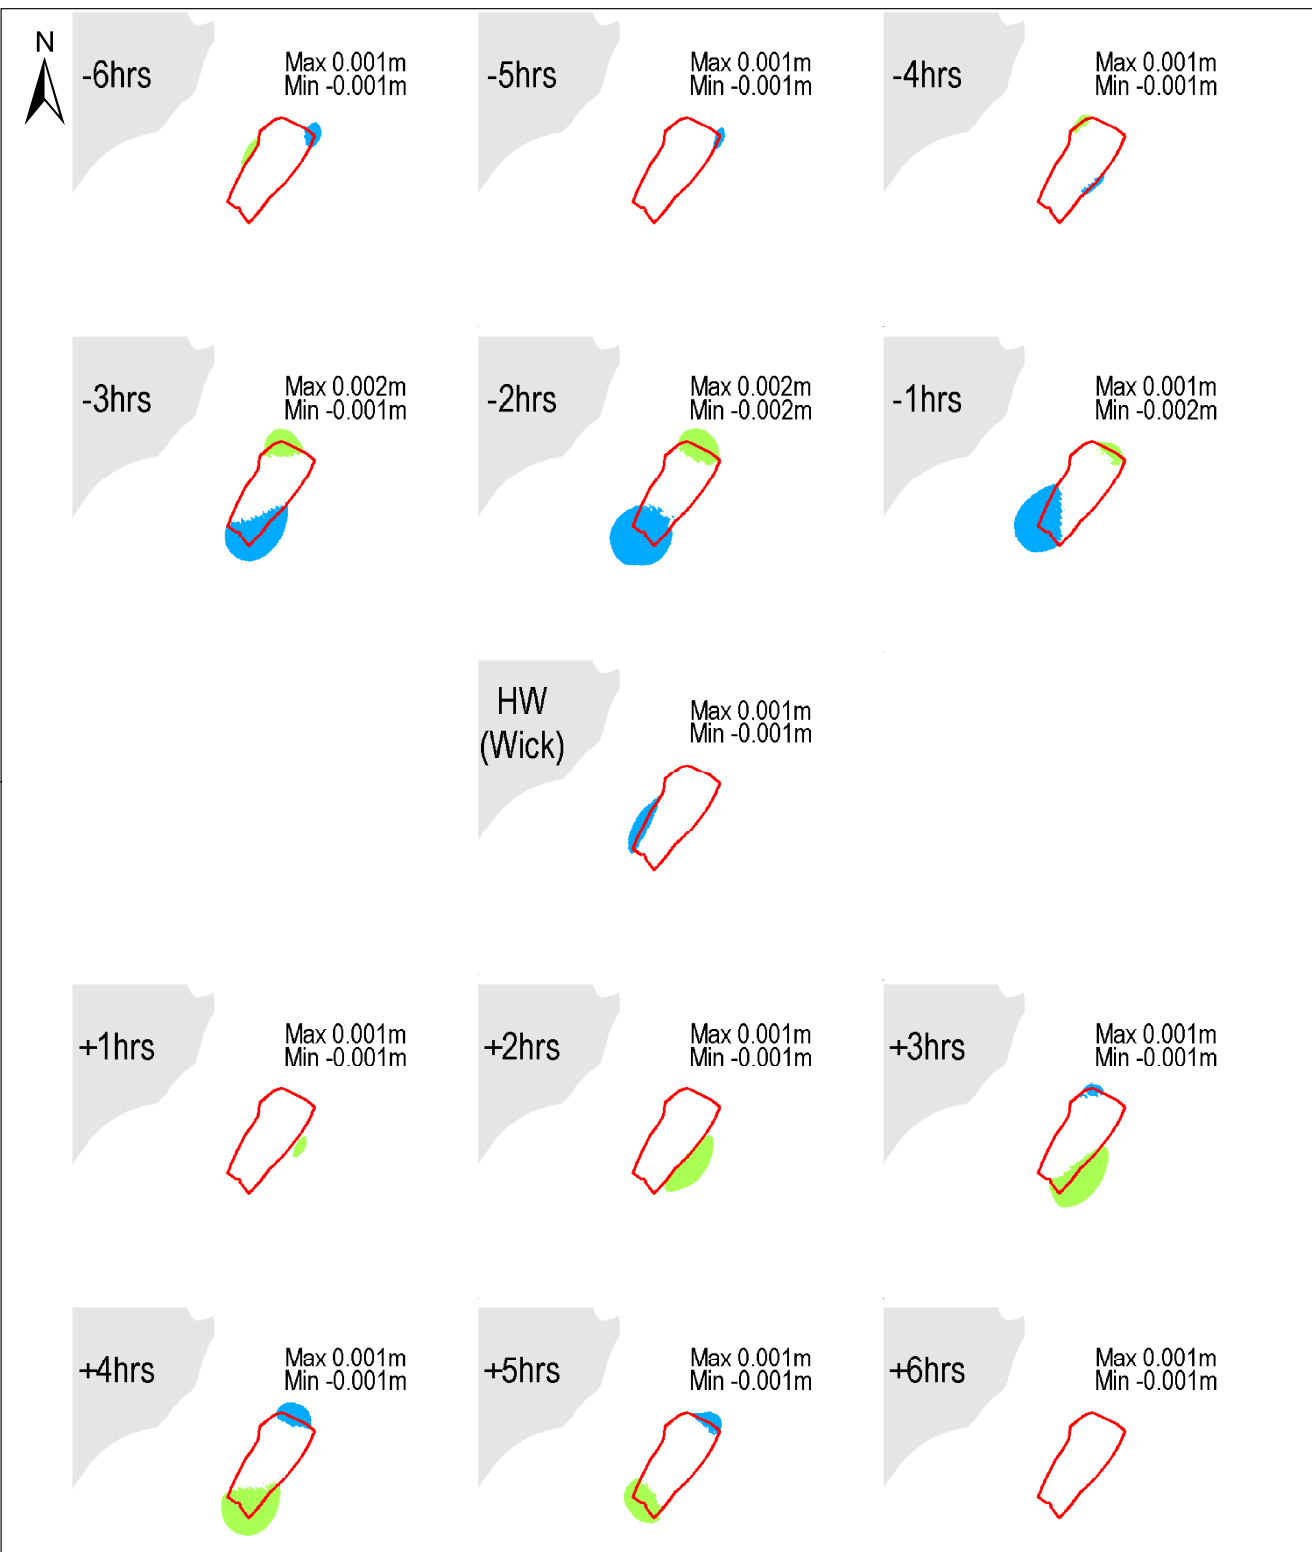 N
-6hrs
Max 0.001m
Min -0.001m
-5hrs
Max 0.001m
Min -0.001m
-4hrs
Max 0.001m
Min -0.001m
-3hrs
Max 0.002m
Min -0.001m
-2hrs
Max 0.002m
Min -0.002m
-1hrs
Max 0.001m
Min -0.002m
HW
(Wick)
Max 0.001m
Min -0.001m
+1hrs
Max 0.001m
Min -0.001m
+2hrs
Max 0.001m
Min -0.001m
+3hrs
Max 0.001m
Min -0.001m
+4hrs
Max 0.001m
Min -0.001m
+5hrs
Max 0.001m
Min -0.001m
+6hrs
Max 0.001m
Min -0.001m